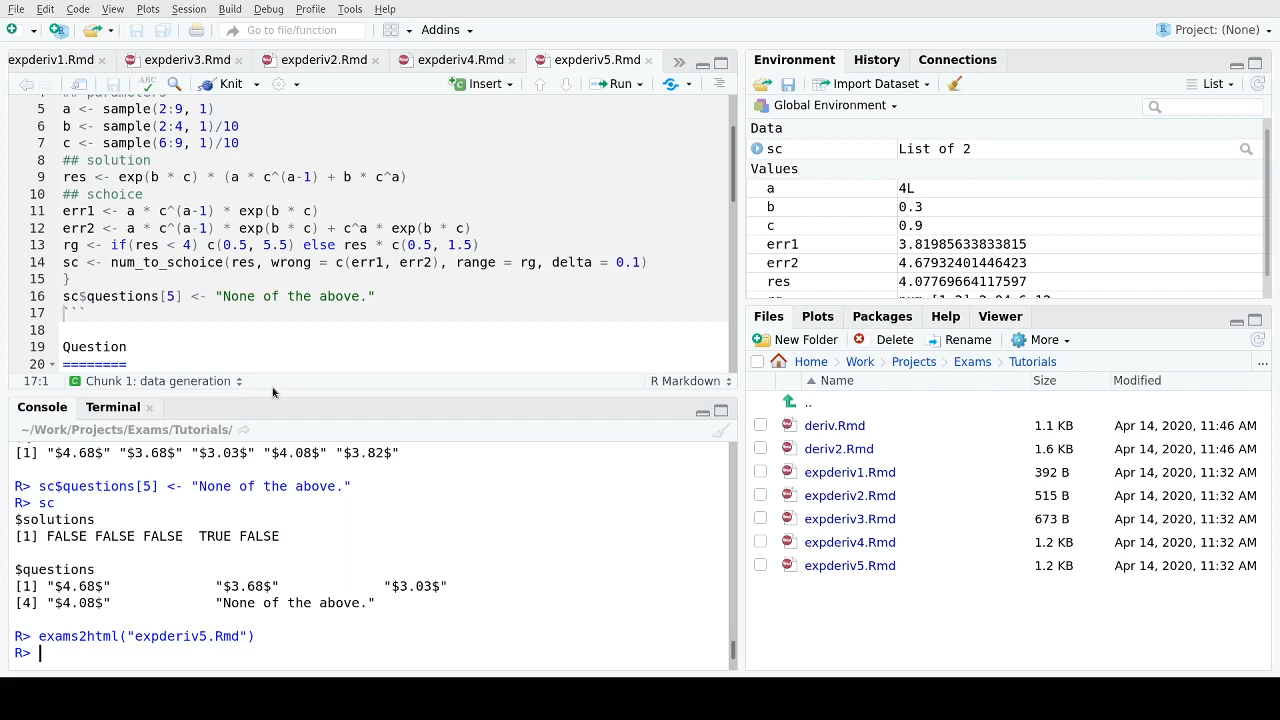 File Edit Code View Plots Session Build Debug Profile Tools Help
Go to file/function Addins Project: (None)
expderiv1.Rmd expderiv3.Rmd expderiv2.Rmd expderiv4.Rmd expderiv5.Rmd
ABC Knit Insert Run
## parameters
5 a <- sample(2:9, 1)
6 b <- sample(2:4, 1)/10
7 c <- sample(6:9, 1)/10
8 ## solution
9 res <- exp(b * c) * (a * c^(a-1) + b * c^a)
10 ## schoice
11 err1 <- a * c^(a-1) * exp(b * c)
12 err2 <- a * c^(a-1) * exp(b * c) + c^a * exp(b * c)
13 rg <- if(res < 4) c(0.5, 5.5) else res * c(0.5, 1.5)
14 sc <- num_to_schoice(res, wrong = c(err1, err2), range = rg, delta = 0.1)
15 }
16 sc$questions[5] <- "None of the above."
17 ```
18
19 Question
20 ========
17:1 Chunk 1: data generation R Markdown
Console Terminal
~/Work/Projects/Exams/Tutorials/
[1] "$4.68$" "$3.68$" "$3.03$" "$4.08$" "$3.82$"
R> sc$questions[5] <- "None of the above."
R> sc
$solutions
[1] FALSE FALSE FALSE  TRUE FALSE
$questions
[1] "$4.68$" "$3.68$" "$3.03$"
[4] "$4.08$" "None of the above."
R> exams2html("expderiv5.Rmd")
R>
Environment History Connections
Import Dataset List
Global Environment
Data
sc List of 2
Values
a 4L
b 0.3
c 0.9
err1 3.81985633833815
err2 4.67932401446423
res 4.07769664117597
Files Plots Packages Help Viewer
New Folder Delete Rename More
Home Work Projects Exams Tutorials ...
Name Size Modified
..
deriv.Rmd 1.1 KB Apr 14, 2020, 11:46 AM
deriv2.Rmd 1.6 KB Apr 14, 2020, 11:46 AM
expderiv1.Rmd 392 B Apr 14, 2020, 11:32 AM
expderiv2.Rmd 515 B Apr 14, 2020, 11:32 AM
expderiv3.Rmd 673 B Apr 14, 2020, 11:32 AM
expderiv4.Rmd 1.2 KB Apr 14, 2020, 11:32 AM
expderiv5.Rmd 1.2 KB Apr 14, 2020, 11:32 AM